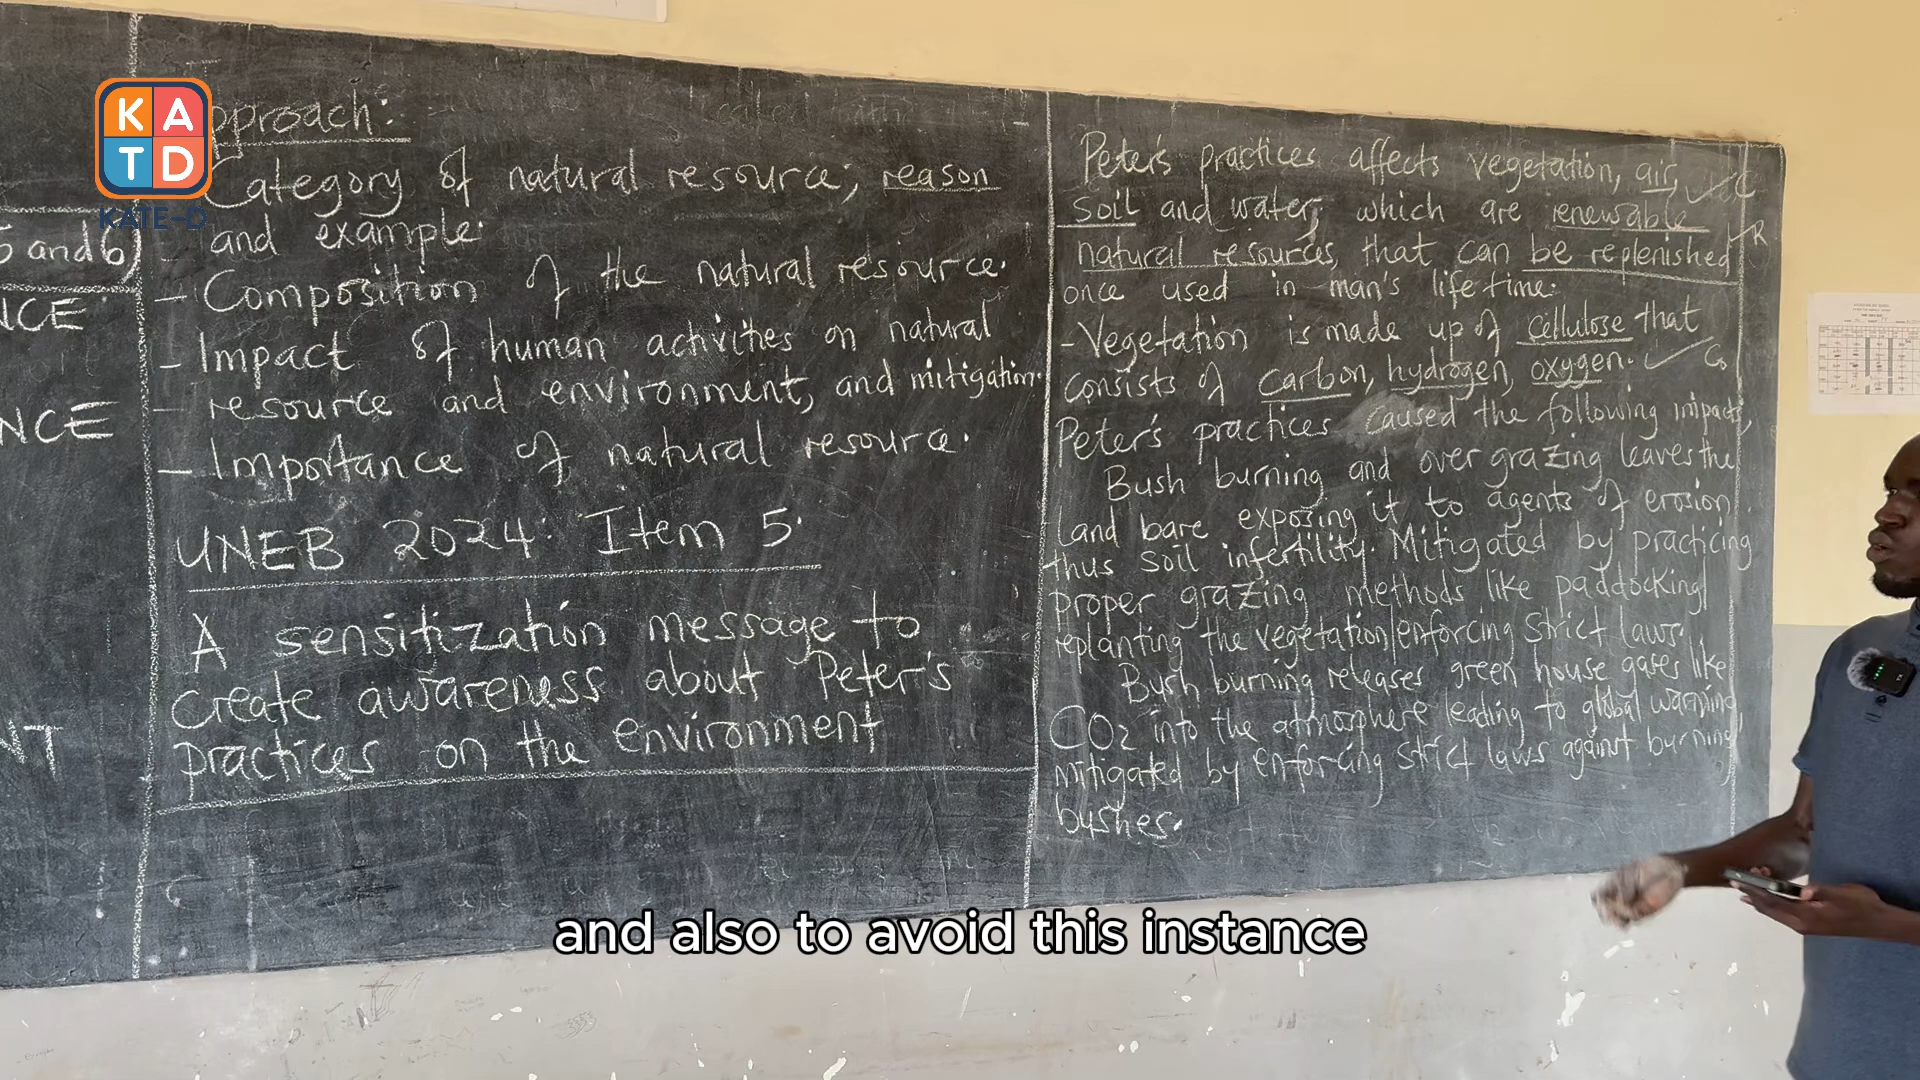 KA
TD
KATE-D
5 and 6)
NCE
NCE
NT
pproach:
Category of natural resource; reason
- and example.
- Composition of the natural resource.
- Impact of human activities on natural
- resource and environment, and mitigation.
- Importance of natural resource.
UNEB 2024: Item 5.
A sensitization message to
create awareness about Peter's
practices on the environment
Peter's practices affects vegetation, air, C
soil and water, which are renewable
natural resources, that can be replenished R
once used in man's lifetime.
- Vegetation is made up of cellulose that
consists of carbon, hydrogen, oxygen. Co
Peter's practices caused the following impacts,
Bush burning and over grazing leaves the
land bare exposing it to agents of erosion
thus soil infertility. Mitigated by practicing
proper grazing methods like paddocking/
replanting the vegetation/enforcing strict laws.
Bush burning releases green house gases like
CO2 into the atmosphere leading to global warming,
mitigated by enforcing strict laws against burning
bushes.
and also to avoid this instance